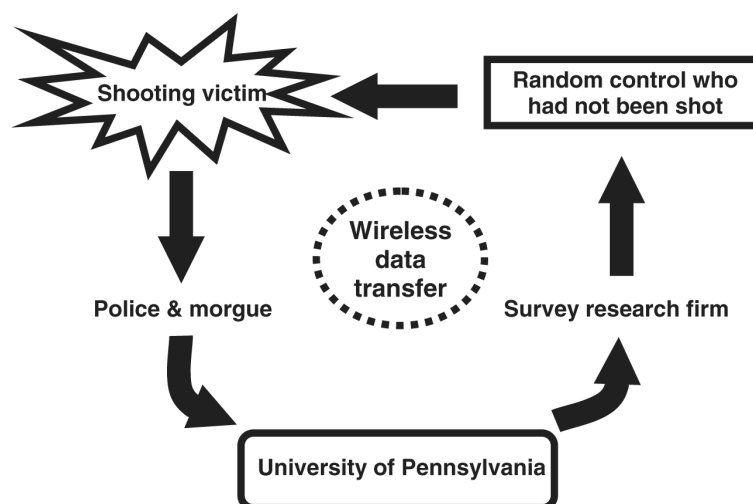 Shooting victim
Random control who
had not been shot
Wireless
data
transfer
Police & morgue
Survey research firm
University of Pennsylvania